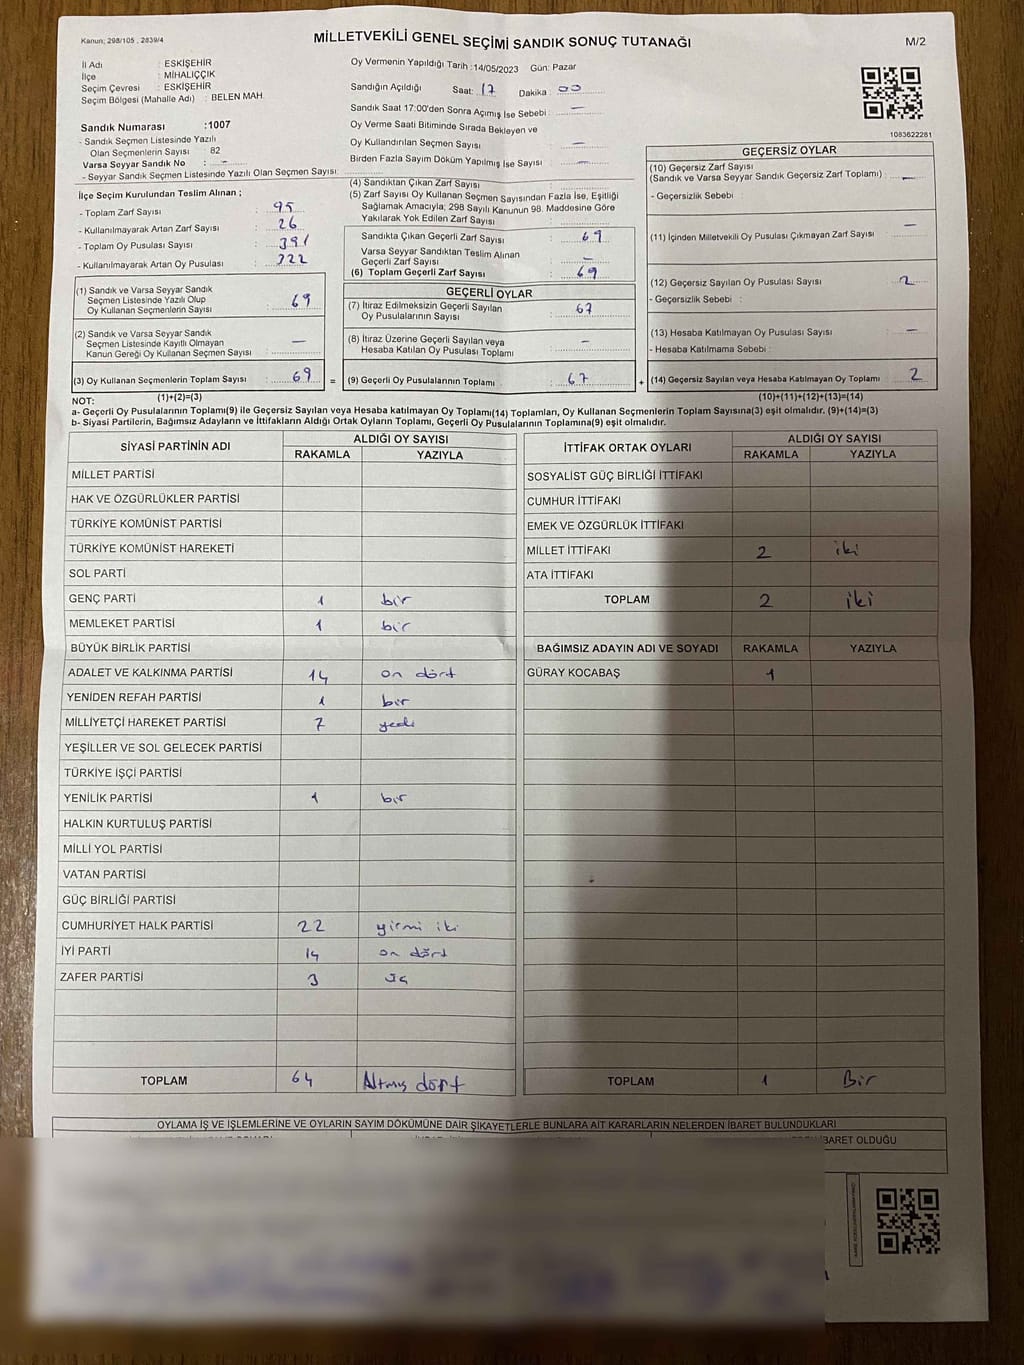 Kanun; 298/105 , 2839/4
MİLLETVEKİLİ GENEL SEÇİMİ SANDIK SONUÇ TUTANAĞI
M/2
İl Adı : ESKİŞEHİR
İlçe : MİHALIÇÇIK
Seçim Çevresi : ESKİŞEHİR
Seçim Bölgesi (Mahalle Adı) : BELEN MAH.
Oy Vermenin Yapıldığı Tarih :14/05/2023 Gün: Pazar
Sandığın Açıldığı Saat: 17 Dakika : 00
Sandık Saat 17:00'den Sonra Açımış İse Sebebi : —
Oy Verme Saati Bitiminde Sırada Bekleyen ve
Oy Kullandırılan Seçmen Sayısı : —
Birden Fazla Sayım Döküm Yapılmış İse Sayısı : —
1083622281
Sandık Numarası :1007
- Sandık Seçmen Listesinde Yazılı
Olan Seçmenlerin Sayısı : 82
Varsa Seyyar Sandık No : —
- Seyyar Sandık Seçmen Listesinde Yazılı Olan Seçmen Sayısı :
İlçe Seçim Kurulundan Teslim Alınan ;
- Toplam Zarf Sayısı : 95
- Kullanılmayarak Artan Zarf Sayısı : 26
- Toplam Oy Pusulası Sayısı : 391
- Kullanılmayarak Artan Oy Pusulası : 322
(1) Sandık ve Varsa Seyyar Sandık
Seçmen Listesinde Yazılı Olup
Oy Kullanan Seçmenlerin Sayısı : 69
(2) Sandık ve Varsa Seyyar Sandık
Seçmen Listesinde Kayıtlı Olmayan
Kanun Gereği Oy Kullanan Seçmen Sayısı : —
(3) Oy Kullanan Seçmenlerin Toplam Sayısı : 69 =
(1)+(2)=(3)
(4) Sandıktan Çıkan Zarf Sayısı :
(5) Zarf Sayısı Oy Kullanan Seçmen Sayısından Fazla İse, Eşitliği
Sağlamak Amacıyla; 298 Sayılı Kanunun 98. Maddesine Göre
Yakılarak Yok Edilen Zarf Sayısı :
Sandıkta Çıkan Geçerli Zarf Sayısı : 69
Varsa Seyyar Sandıktan Teslim Alınan
Geçerli Zarf Sayısı : —
(6) Toplam Geçerli Zarf Sayısı : 69
GEÇERLİ OYLAR
(7) İtiraz Edilmeksizin Geçerli Sayılan
Oy Pusulalarının Sayısı : 67
(8) İtiraz Üzerine Geçerli Sayılan veya
Hesaba Katılan Oy Pusulası Toplamı : —
(9) Geçerli Oy Pusulalarının Toplamı : 67 +
GEÇERSİZ OYLAR
(10) Geçersiz Zarf Sayısı
(Sandık ve Varsa Seyyar Sandık Geçersiz Zarf Toplamı) : —
- Geçersizlik Sebebi :
(11) İçinden Milletvekili Oy Pusulası Çıkmayan Zarf Sayısı : —
(12) Geçersiz Sayılan Oy Pusulası Sayısı : 2
- Geçersizlik Sebebi :
(13) Hesaba Katılmayan Oy Pusulası Sayısı : —
- Hesaba Katılmama Sebebi :
(14) Geçersiz Sayılan veya Hesaba Katılmayan Oy Toplamı : 2
(10)+(11)+(12)+(13)=(14)
NOT:
a- Geçerli Oy Pusulalarının Toplamı(9) ile Geçersiz Sayılan veya Hesaba katılmayan Oy Toplamı(14) Toplamları, Oy Kullanan Seçmenlerin Toplam Sayısına(3) eşit olmalıdır. (9)+(14)=(3)
b- Siyasi Partilerin, Bağımsız Adayların ve İttifakların Aldığı Ortak Oyların Toplamı, Geçerli Oy Pusulalarının Toplamına(9) eşit olmalıdır.
SİYASİ PARTİNİN ADI
ALDIĞI OY SAYISI
RAKAMLA YAZIYLA
MİLLET PARTİSİ
HAK VE ÖZGÜRLÜKLER PARTİSİ
TÜRKİYE KOMÜNİST PARTİSİ
TÜRKİYE KOMÜNİST HAREKETİ
SOL PARTİ
GENÇ PARTİ 1 bir
MEMLEKET PARTİSİ 1 bir
BÜYÜK BİRLİK PARTİSİ
ADALET VE KALKINMA PARTİSİ 14 on dört
YENİDEN REFAH PARTİSİ 1 bir
MİLLİYETÇİ HAREKET PARTİSİ 7 yedi
YEŞİLLER VE SOL GELECEK PARTİSİ
TÜRKİYE İŞÇİ PARTİSİ
YENİLİK PARTİSİ 1 bir
HALKIN KURTULUŞ PARTİSİ
MİLLİ YOL PARTİSİ
VATAN PARTİSİ
GÜÇ BİRLİĞİ PARTİSİ
CUMHURİYET HALK PARTİSİ 22 yirmi iki
İYİ PARTİ 14 on dört
ZAFER PARTİSİ 3 üç
TOPLAM 64 Altmış dört
İTTİFAK ORTAK OYLARI
ALDIĞI OY SAYISI
RAKAMLA YAZIYLA
SOSYALİST GÜÇ BİRLİĞİ İTTİFAKI
CUMHUR İTTİFAKI
EMEK VE ÖZGÜRLÜK İTTİFAKI
MİLLET İTTİFAKI 2 iki
ATA İTTİFAKI
TOPLAM 2 iki
BAĞIMSIZ ADAYIN ADI VE SOYADI RAKAMLA YAZIYLA
GÜRAY KOCABAŞ 1
TOPLAM 1 Bir
OYLAMA İŞ VE İŞLEMLERİNE VE OYLARIN SAYIM DÖKÜMÜNE DAİR ŞİKAYETLERLE BUNLARA AİT KARARLARIN NELERDEN İBARET BULUNDUKLARI
İBARET OLDUĞU